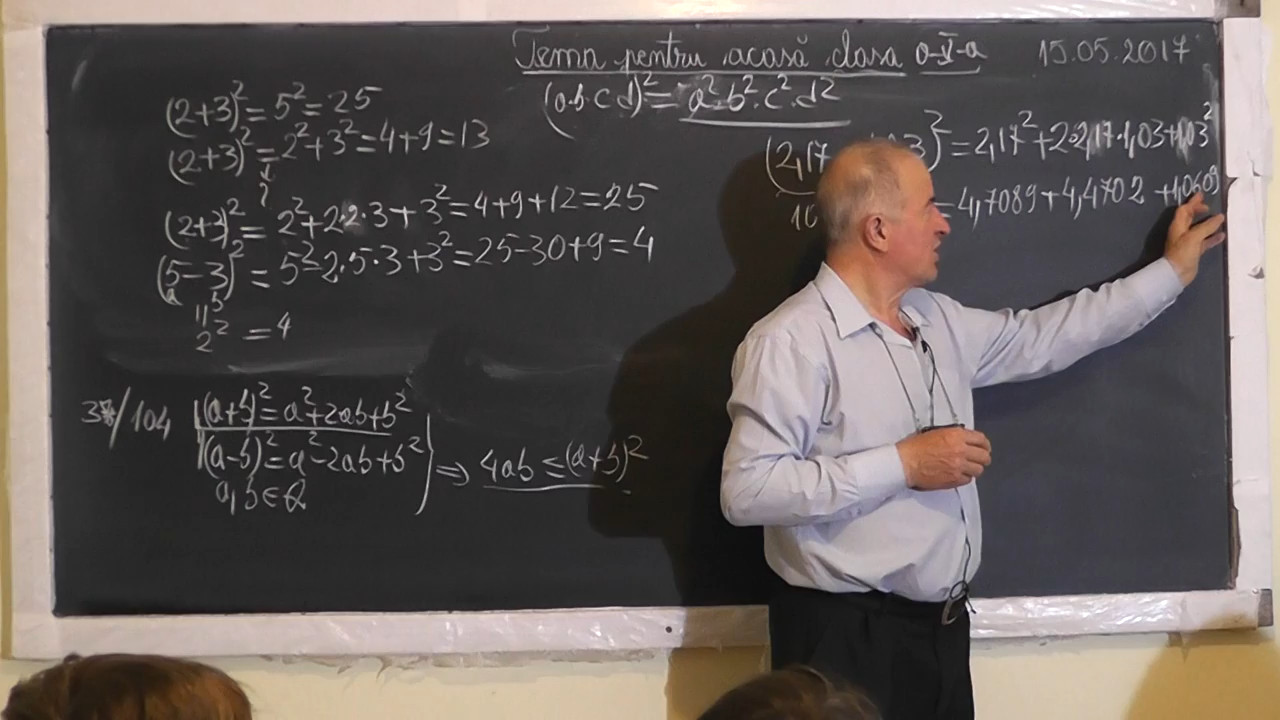 Tema pentru acasă clasa a-V-a 15.05.2017
(a·b·c·d)²=a²·b²·c²·d²
(2+3)²=5²=25
(2+3)²=2²+3²=4+9=13
?
(2+3)²=2²+2·2·3+3²=4+9+12=25
(5-3)²=5²-2·5·3+3²=25-30+9=4
2²=4
(2,17 )²=2,17²+2·2,17·1,03+1,03²
=4,7089+4,4702+1,0609
/104 (a+b)²=a²+2ab+b²
(a-b)²=a²-2ab+b²
⇒ 4ab≤(a+b)²
a,b∈Q